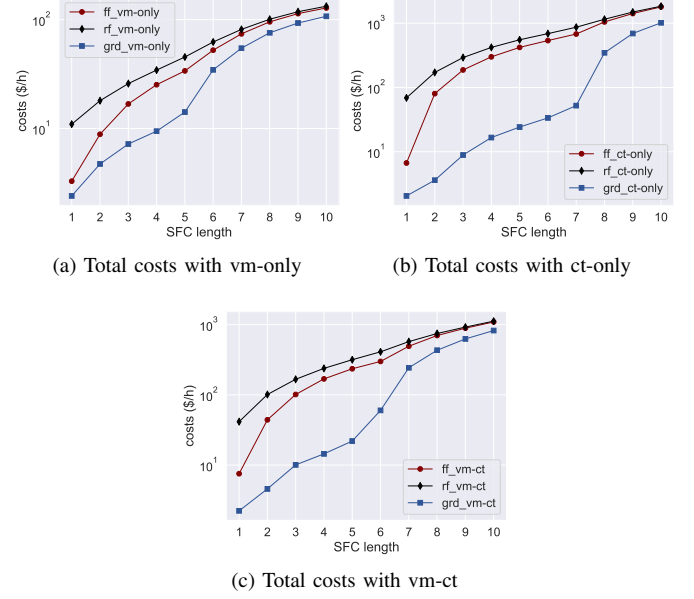 ff_vm-only
rf_vm-only
grd_vm-only
10²
10¹
costs ($/h)
1 2 3 4 5 6 7 8 9 10
SFC length
(a) Total costs with vm-only
10³
10²
10¹
costs ($/h)
ff_ct-only
rf_ct-only
grd_ct-only
1 2 3 4 5 6 7 8 9 10
SFC length
(b) Total costs with ct-only
10³
10²
10¹
costs ($/h)
ff_vm-ct
rf_vm-ct
grd_vm-ct
1 2 3 4 5 6 7 8 9 10
SFC length
(c) Total costs with vm-ct